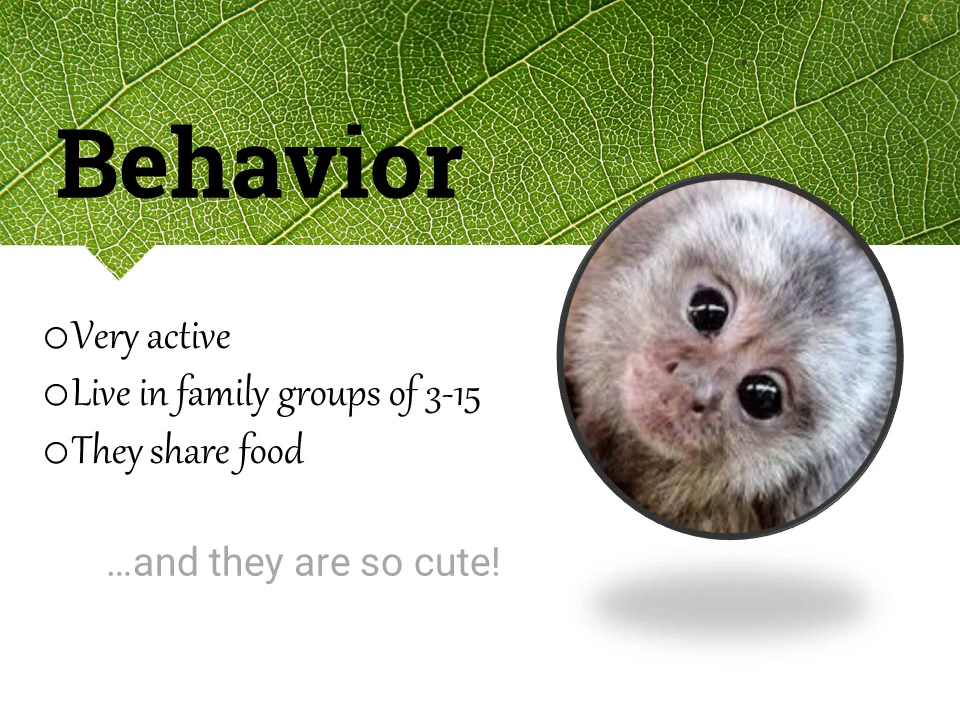 Behavior
○Very active
○Live in family groups of 3-15
○They share food
…and they are so cute!